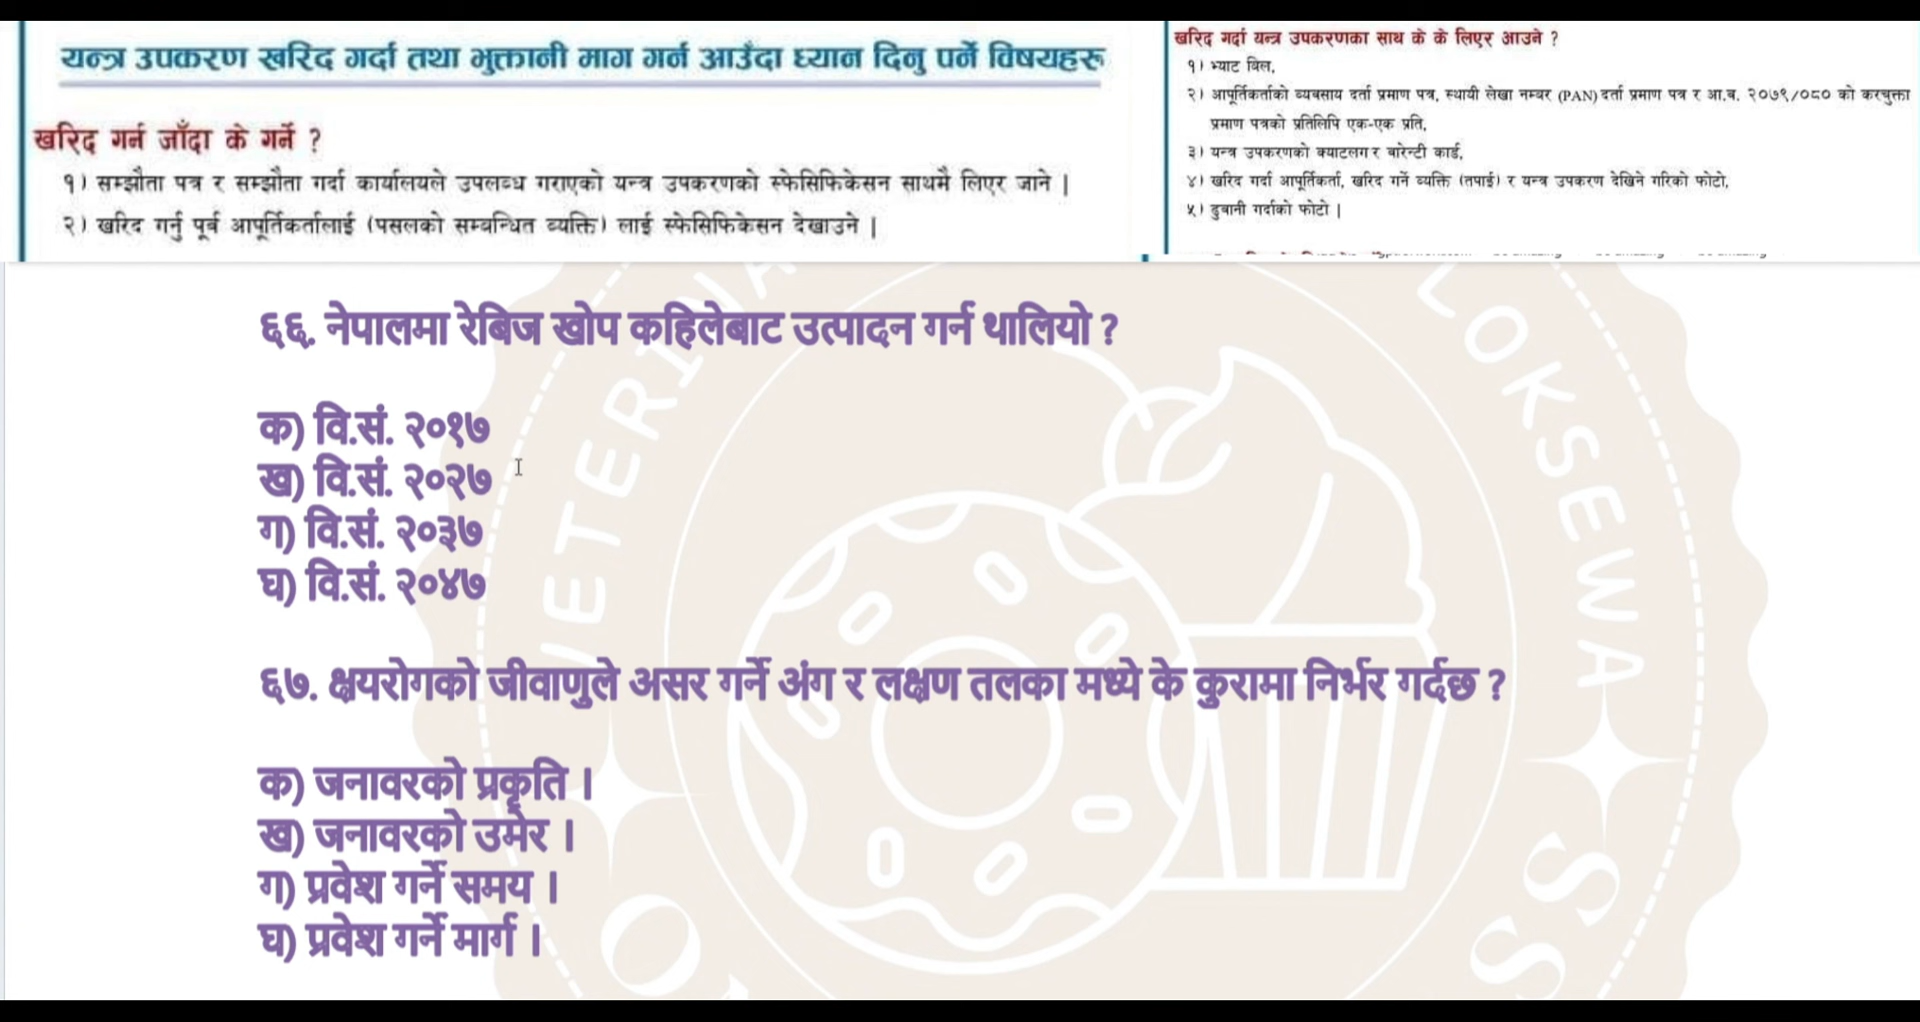 यन्त्र उपकरण खरिद गर्दा तथा भुक्तानी माग गर्न आउँदा ध्यान दिनु पर्ने विषयहरू
खरिद गर्न जाँदा के गर्ने ?
१) सम्झौता पत्र र सम्झौता गर्दा कार्यालयले उपलब्ध गराएको यन्त्र उपकरणको स्फेसिफिकेसन साथमै लिएर जाने |
२) खरिद गर्नु पूर्व आपूर्तिकर्तालाई (पसलको सम्बन्धित व्यक्ति) लाई स्फेसिफिकेसन देखाउने |
खरिद गर्दा यन्त्र उपकरणका साथ के के लिएर आउने ?
१) भ्याट बिल,
२) आपूर्तिकर्ताको व्यवसाय दर्ता प्रमाण पत्र, स्थायी लेखा नम्बर (PAN) दर्ता प्रमाण पत्र र आ.व. २०७९/०८० को करचुक्ता
प्रमाण पत्रको प्रतिलिपि एक-एक प्रति,
३) यन्त्र उपकरणको क्याटलग र वारेन्टी कार्ड,
४) खरिद गर्दा आपूर्तिकर्ता, खरिद गर्ने व्यक्ति (तपाई) र यन्त्र उपकरण देखिने गरिको फोटो,
५) ढुवानी गर्दाको फोटो |
६६. नेपालमा रेबिज खोप कहिलेबाट उत्पादन गर्न थालियो ?
क) वि.सं. २०१७
ख) वि.सं. २०२७
ग) वि.सं. २०३७
घ) वि.सं. २०४७
६७. क्षयरोगको जीवाणुले असर गर्ने अंग र लक्षण तलका मध्ये के कुरामा निर्भर गर्दछ ?
क) जनावरको प्रकृति ।
ख) जनावरको उमेर ।
ग) प्रवेश गर्ने समय ।
घ) प्रवेश गर्ने मार्ग ।
LOKSEWA